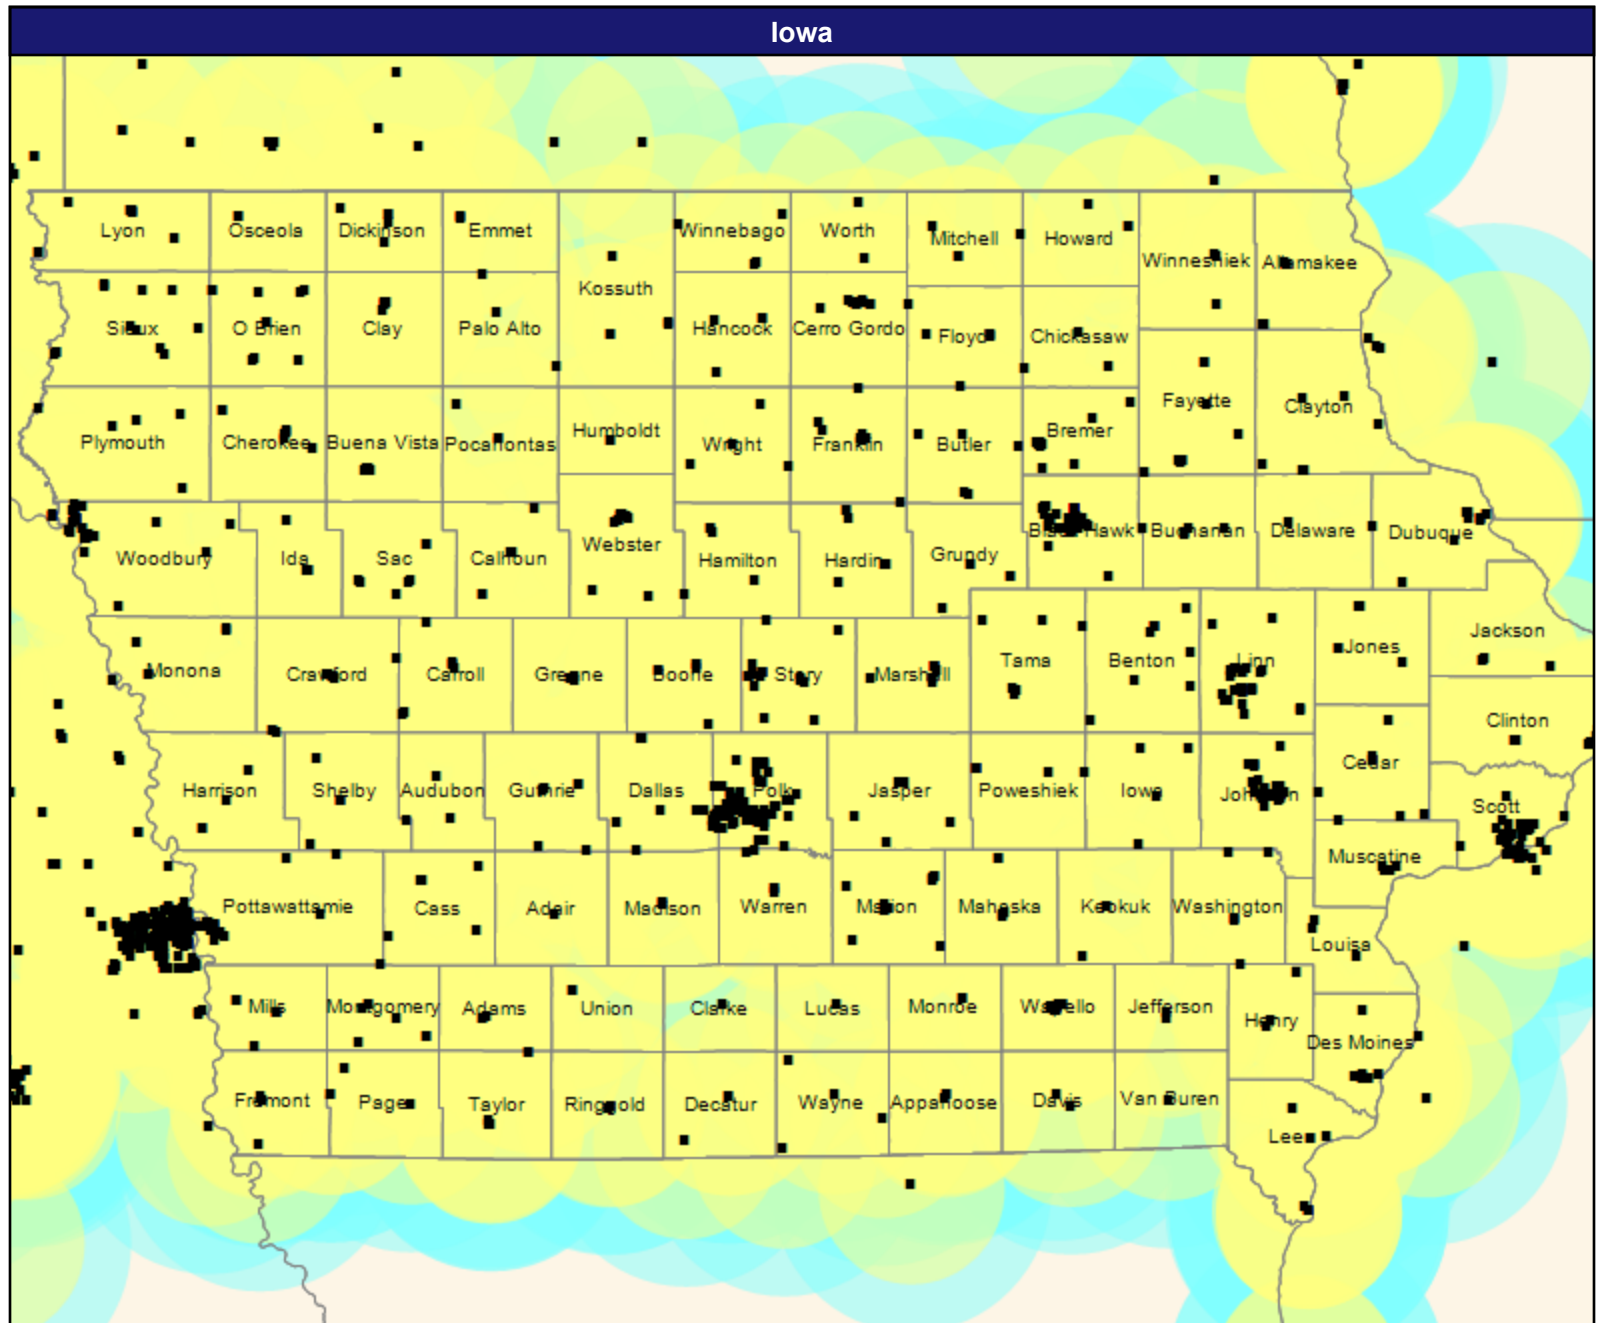 Iowa
Lyon
Osceola
Dickinson
Emmet
Winnebago
Worth
Mitchell
Howard
Winneshiek
Allamakee
Kossuth
Sioux
O Brien
Clay
Palo Alto
Hancock
Cerro Gordo
Floyd
Chickasaw
Fayette
Clayton
Plymouth
Cherokee
Buena Vista
Pocahontas
Humboldt
Wright
Franklin
Butler
Bremer
Woodbury
Ida
Sac
Calhoun
Webster
Hamilton
Hardin
Grundy
Black Hawk
Buchanan
Delaware
Dubuque
Monona
Crawford
Carroll
Greene
Boone
Story
Marshall
Tama
Benton
Linn
Jones
Jackson
Clinton
Harrison
Shelby
Audubon
Guthrie
Dallas
Polk
Jasper
Poweshiek
Iowa
Johnson
Cedar
Scott
Muscatine
Pottawattamie
Cass
Adair
Madison
Warren
Marion
Mahaska
Keokuk
Washington
Louisa
Mills
Montgomery
Adams
Union
Clarke
Lucas
Monroe
Wapello
Jefferson
Henry
Des Moines
Fremont
Page
Taylor
Ringgold
Decatur
Wayne
Appanoose
Davis
Van Buren
Lee